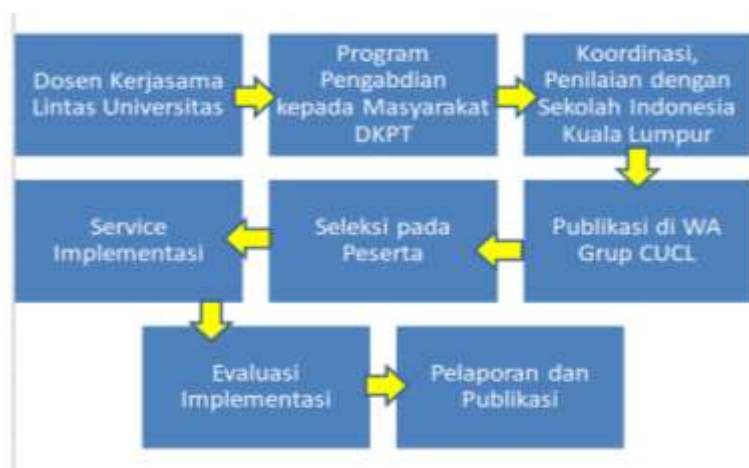 Dosen Kerjasama
Lintas Universitas
Program
Pengabdian
kepada Masyarakat
DKPT
Koordinasi,
Penilaian dengan
Sekolah Indonesia
Kuala Lumpur
Publikasi di WA
Grup CUCL
Seleksi pada
Peserta
Service
Implementasi
Evaluasi
Implementasi
Pelaporan dan
Publikasi